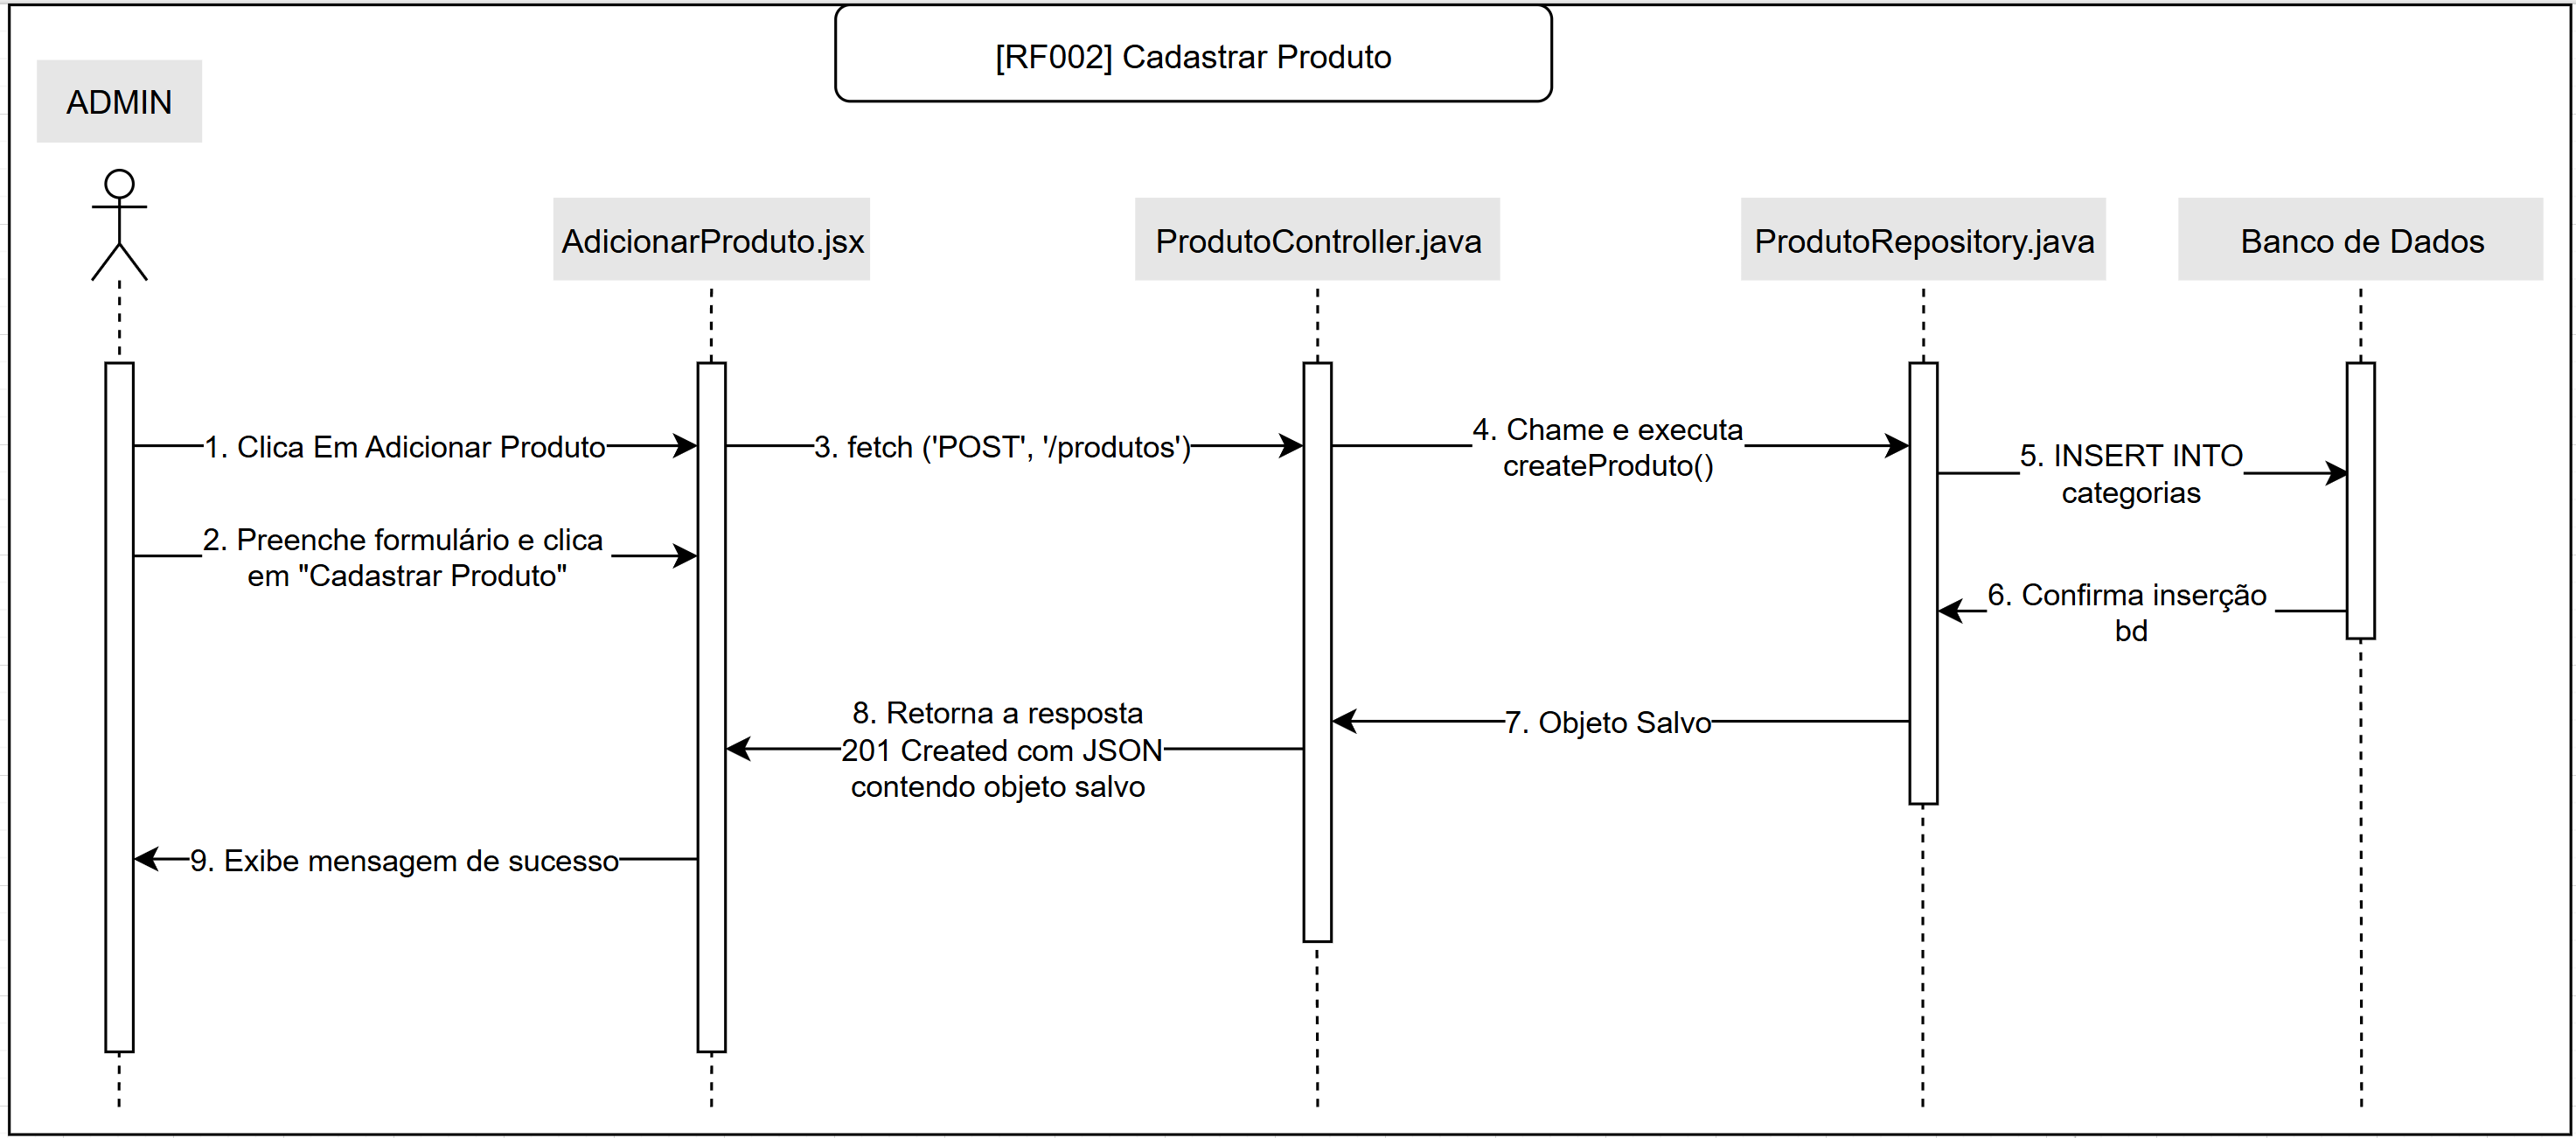 [RF002] Cadastrar Produto
ADMIN
AdicionarProduto.jsx
ProdutoController.java
ProdutoRepository.java
Banco de Dados
1. Clica Em Adicionar Produto
2. Preenche formulário e clica
em "Cadastrar Produto"
3. fetch ('POST', '/produtos')
4. Chame e executa
createProduto()
5. INSERT INTO
categorias
6. Confirma inserção
bd
7. Objeto Salvo
8. Retorna a resposta
201 Created com JSON
contendo objeto salvo
9. Exibe mensagem de sucesso